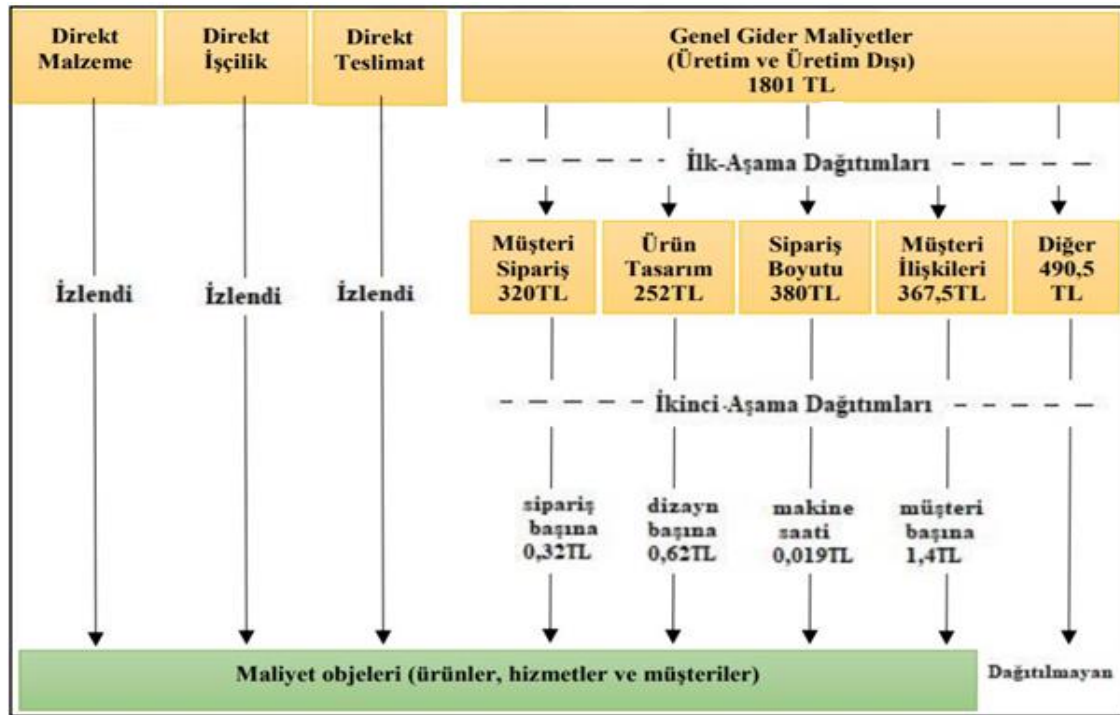 Direkt
Malzeme
Direkt
İşçilik
Direkt
Teslimat
Genel Gider Maliyetler
(Üretim ve Üretim Dışı)
1801 TL
İlk-Aşama Dağıtımları
Müşteri
Sipariş
320TL
Ürün
Tasarım
252TL
Sipariş
Boyutu
380TL
Müşteri
İlişkileri
367,5TL
Diğer
490,5
TL
İzlendi
İzlendi
İzlendi
İkinci-Aşama Dağıtımları
sipariş
başına
0,32TL
dizayn
başına
0,62TL
makine
saati
0,019TL
müşteri
başına
1,4TL
Maliyet objeleri (ürünler, hizmetler ve müşteriler)
Dağıtılmayan